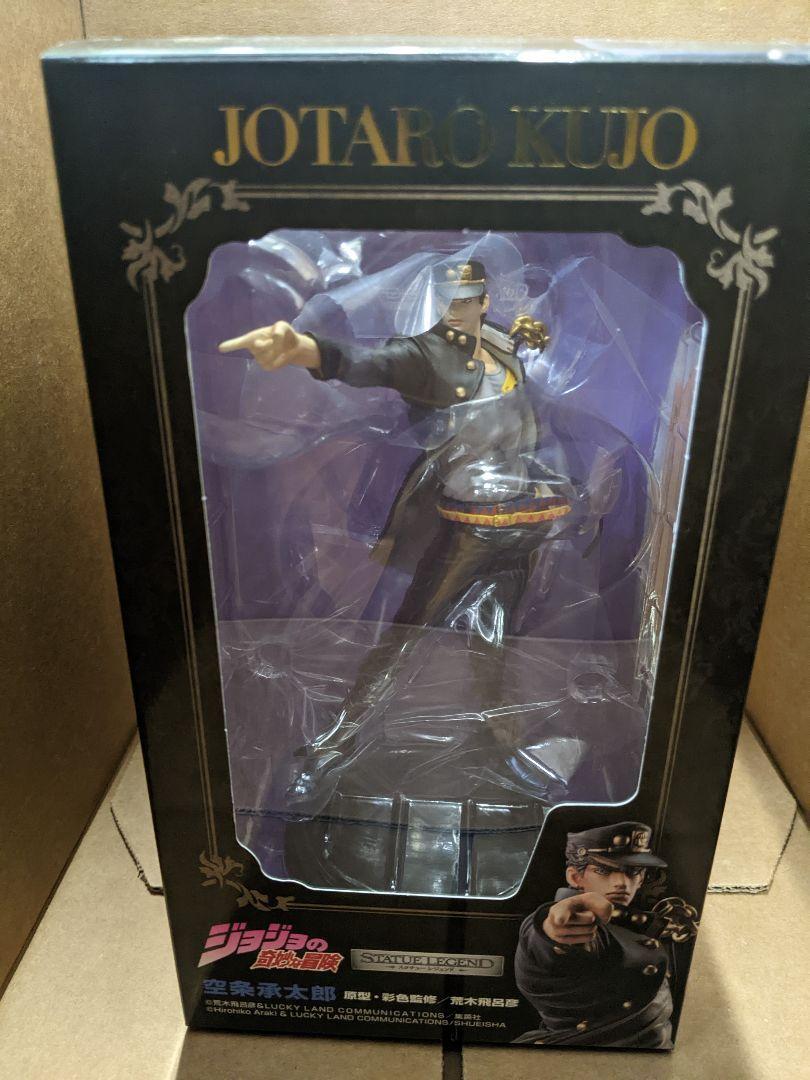 JOTARO KUJO
ジョジョの
奇妙な冒険
STATUE LEGEND
スタチューレジェンド
空条承太郎 原型・彩色監修／荒木飛呂彦
©荒木飛呂彦&LUCKY LAND COMMUNICATIONS／集英社
©Hirohiko Araki & LUCKY LAND COMMUNICATIONS/SHUEISHA